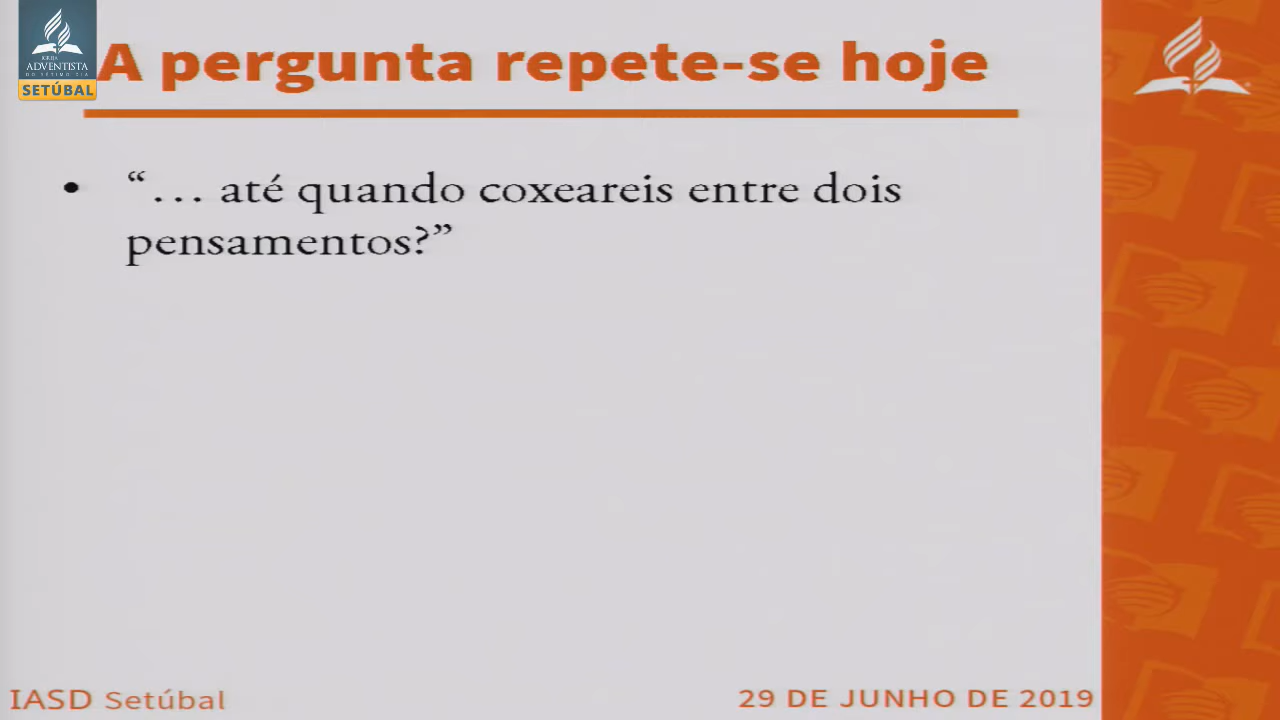 A pergunta repete-se hoje
IGREJA
ADVENTISTA
DO SÉTIMO DIA
SETÚBAL
• “... até quando coxeareis entre dois
pensamentos?”
IASD Setúbal
29 DE JUNHO DE 2019